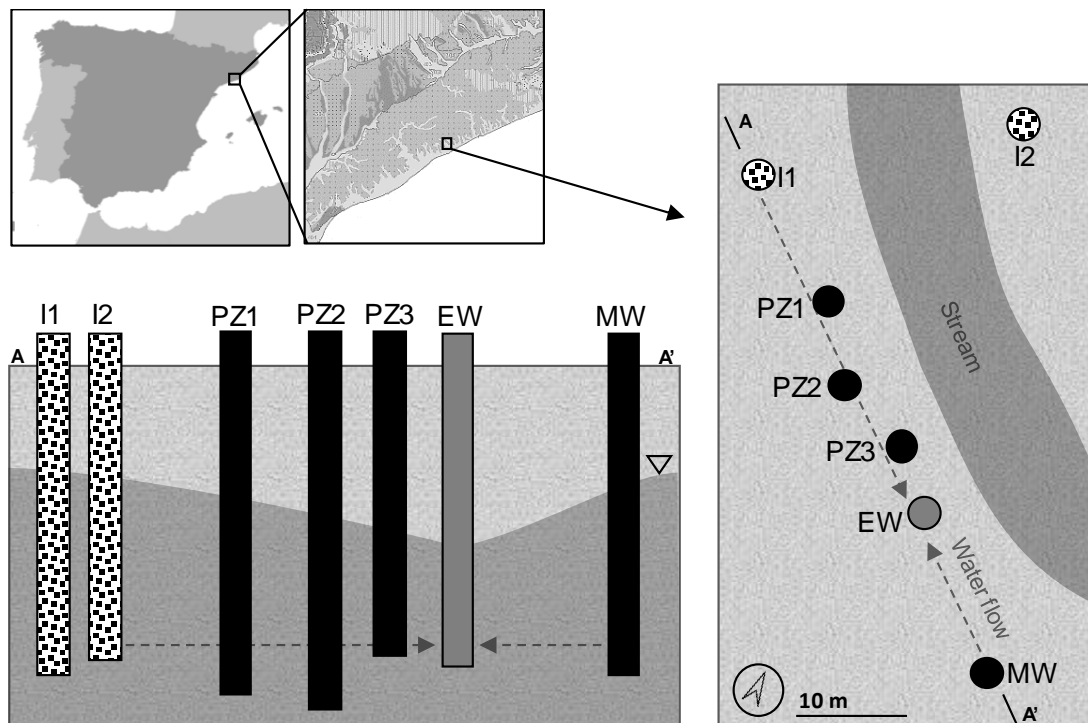 I1 I2 PZ1 PZ2 PZ3 EW MW
A A'
A
I1
I2
PZ1
PZ2
PZ3
EW
Stream
Water flow
MW
10 m
A'